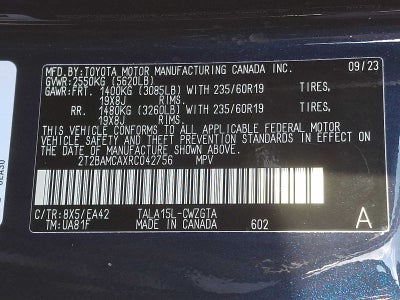 MFD.BY:TOYOTA MOTOR MANUFACTURING CANADA INC. 09/23
GVWR:2550KG (5620LB)
GAWR:FRT. 1400KG (3085LB) WITH 235/60R19 TIRES,
19X8J RIMS.
RR. 1480KG (3260LB) WITH 235/60R19 TIRES,
19X8J RIMS.
THIS VEHICLE CONFORMS TO ALL APPLICABLE FEDERAL MOTOR
VEHICLE SAFETY AND THEFT PREVENTION STANDARDS IN EFFECT
ON THE DATE OF MANUFACTURE SHOWN ABOVE.
2T2BAMCAXRC042756 MPV
C/TR:8X5/EA42 TALA15L-CWZGTA A
TM:UA81F MADE IN CANADA 602